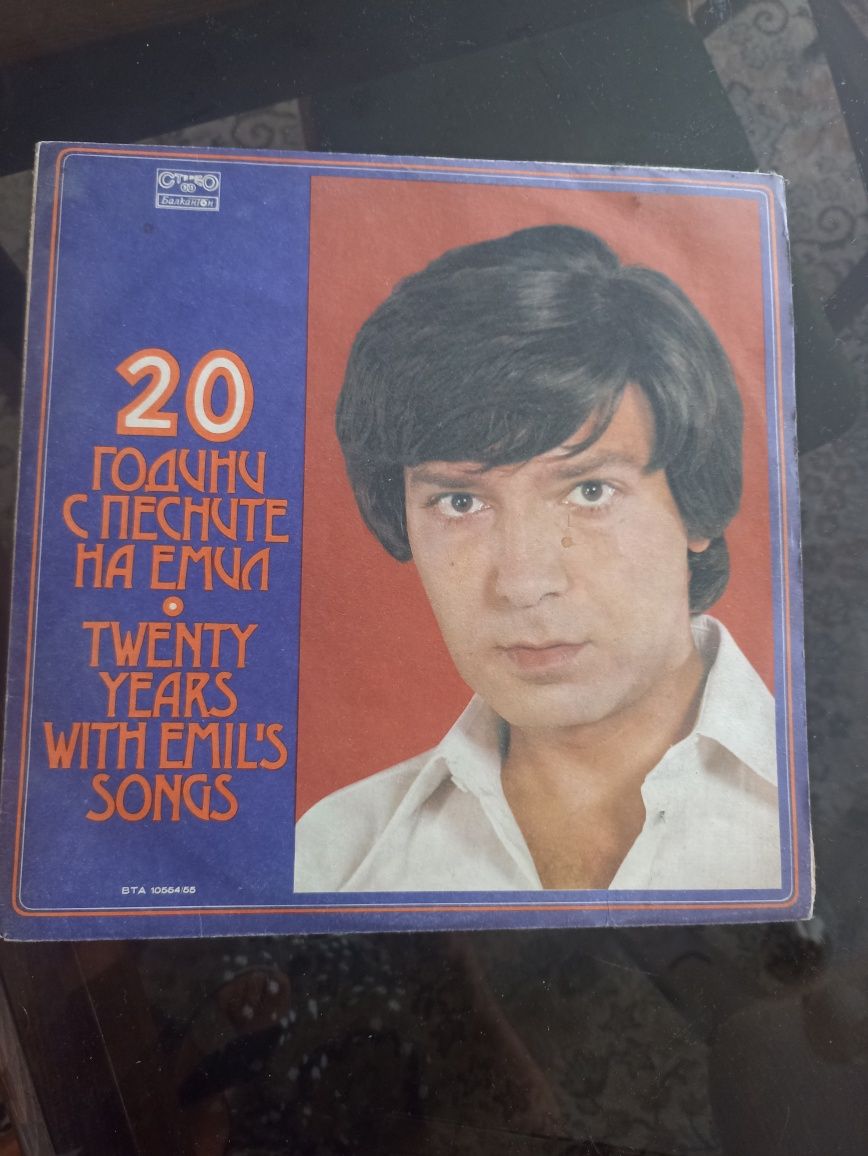 СТЕРЕО
Балкантон
20
ГОДИНИ
С ПЕСНИТЕ
НА ЕМИЛ
TWENTY
YEARS
WITH EMIL'S
SONGS
ВТА 10554/55